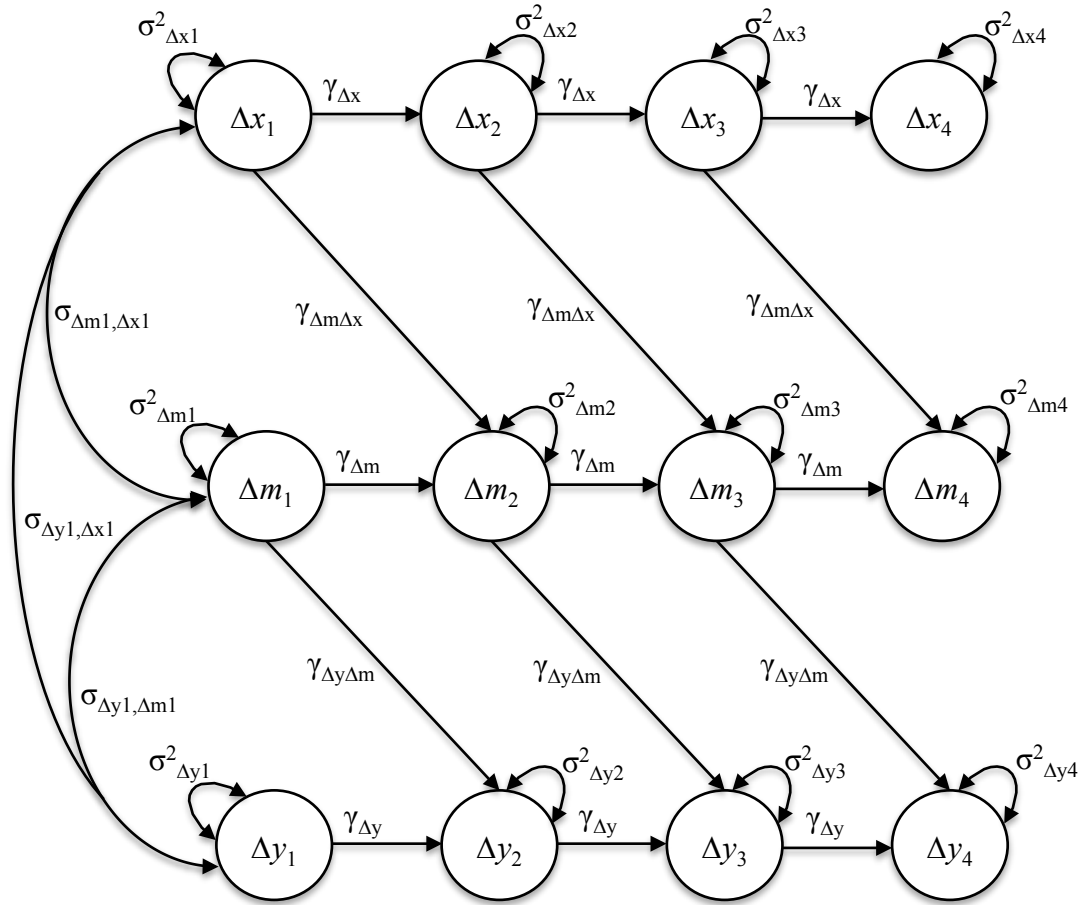 σ²Δx1 σ²Δx2 σ²Δx3 σ²Δx4
γΔx γΔx γΔx
Δx₁ Δx₂ Δx₃ Δx₄
σΔm1,Δx1 γΔmΔx γΔmΔx γΔmΔx
σ²Δm1 σ²Δm2 σ²Δm3 σ²Δm4
γΔm γΔm γΔm
Δm₁ Δm₂ Δm₃ Δm₄
σΔy1,Δx1
σΔy1,Δm1 γΔyΔm γΔyΔm γΔyΔm
σ²Δy1 σ²Δy2 σ²Δy3 σ²Δy4
γΔy γΔy γΔy
Δy₁ Δy₂ Δy₃ Δy₄